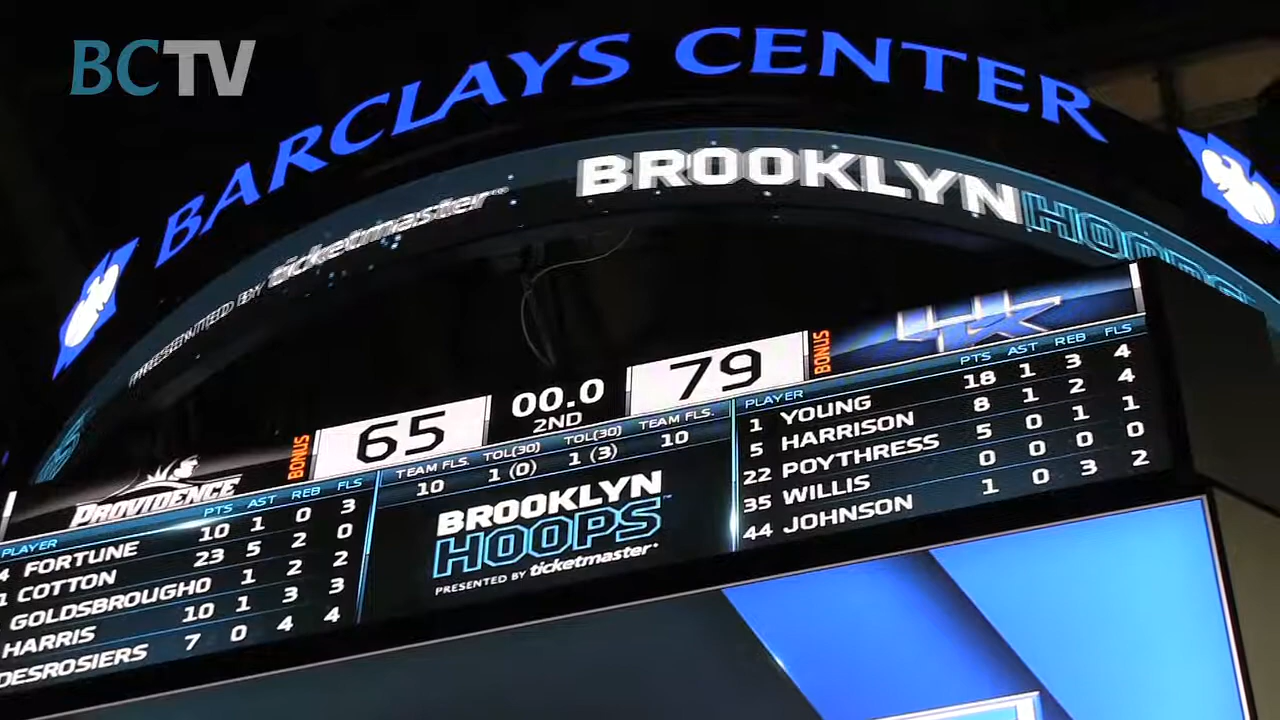 BCTV
BARCLAYS CENTER
PRESENTED BY ticketmaster
BROOKLYN HOOPS
PROVIDENCE
BONUS
65
00.0
2ND
79
BONUS
UK
TEAM FLS. TOL(30) TOL(30) TEAM FLS.
10 1 (0) 1 (3) 10
PLAYER PTS AST REB FLS
4 FORTUNE 10 1 0 3
1 COTTON 23 5 2 0
GOLDSBROUGH 0 1 2 2
HARRIS 10 1 3 3
DESROSIERS 7 0 4 4
BROOKLYN
HOOPS™
PRESENTED BY ticketmaster®
PLAYER PTS AST REB FLS
1 YOUNG 18 1 3 4
5 HARRISON 8 1 2 4
22 POYTHRESS 5 0 1 1
35 WILLIS 0 0 0 0
44 JOHNSON 1 0 3 2